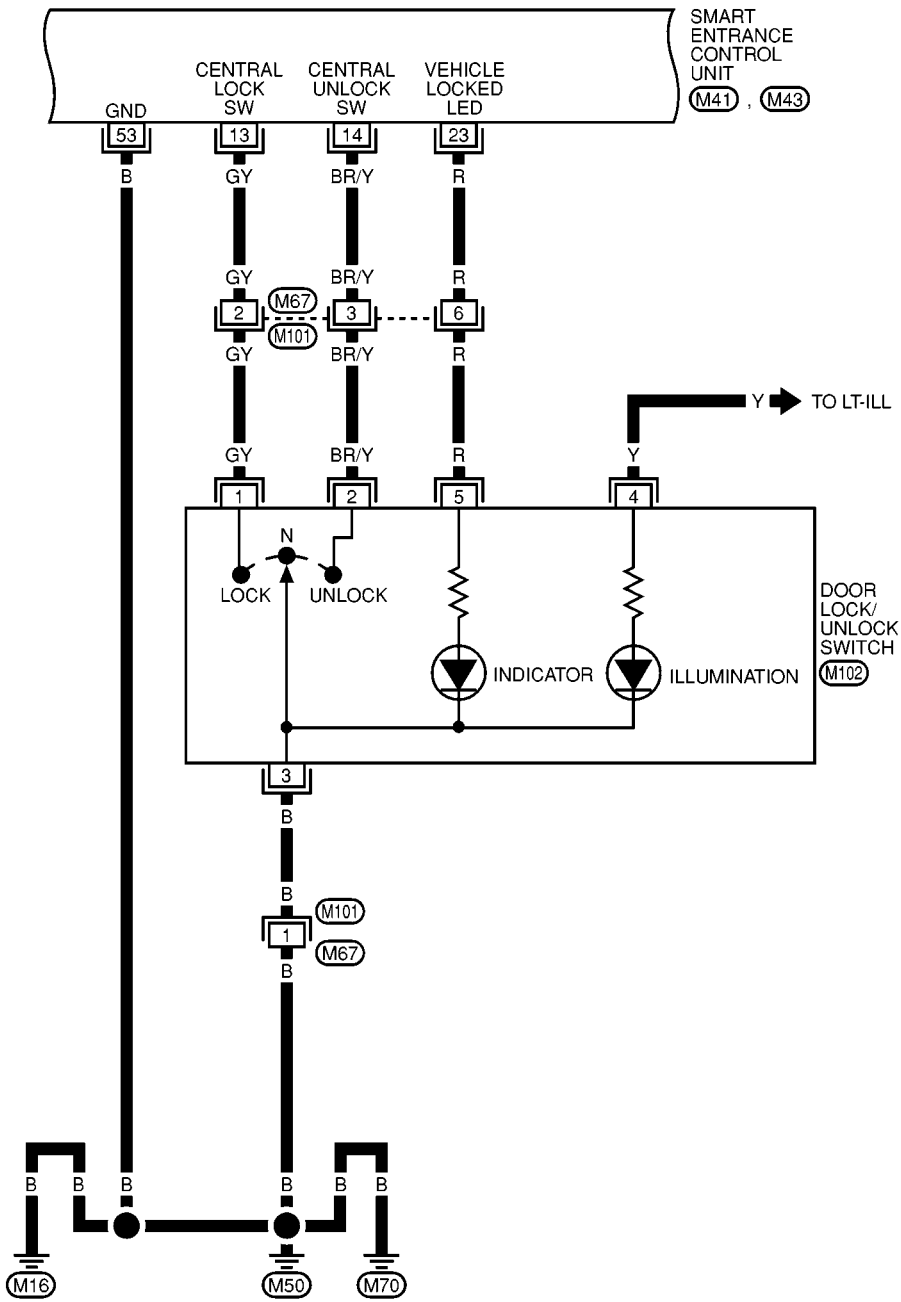 SMART
ENTRANCE
CONTROL
UNIT
M41 , M43
GND
CENTRAL
LOCK
SW
CENTRAL
UNLOCK
SW
VEHICLE
LOCKED
LED
53 13 14 23
B GY BR/Y R
GY BR/Y R
M67
2 3 6
M101
GY BR/Y R
Y TO LT-ILL
GY BR/Y R Y
1 2 5 4
N
LOCK UNLOCK
INDICATOR
ILLUMINATION
DOOR
LOCK/
UNLOCK
SWITCH
M102
3
B
B
M101
1
M67
B
B B B B B B
M16 M50 M70